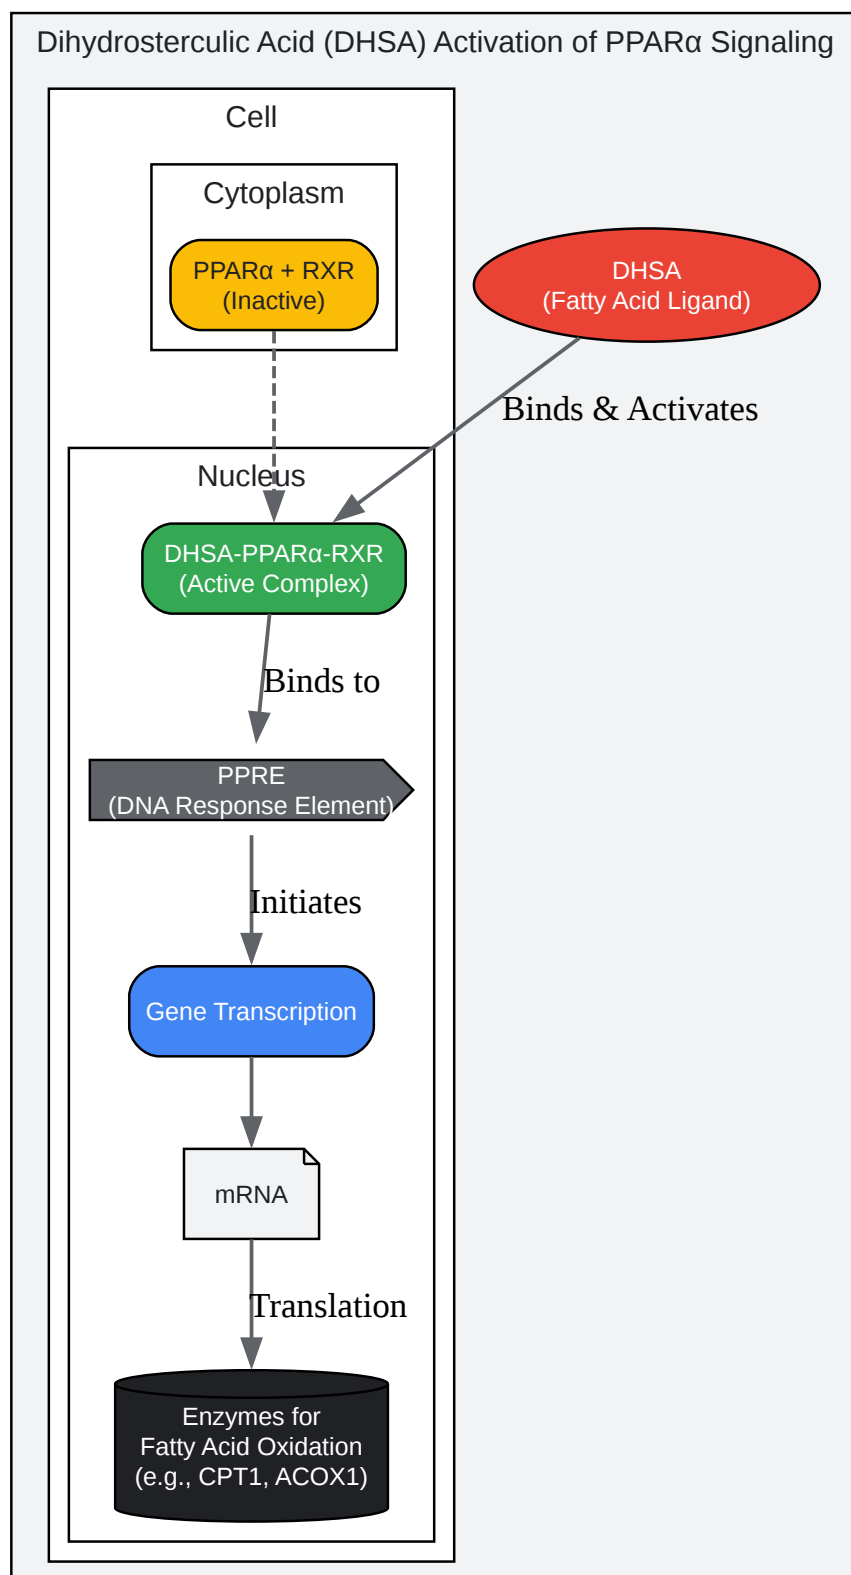 Dihydrosterculic Acid (DHSA) Activation of PPARα Signaling
Cell
Cytoplasm
PPARα + RXR
(Inactive)
DHSA
(Fatty Acid Ligand)
Binds & Activates
Nucleus
DHSA-PPARα-RXR
(Active Complex)
Binds to
PPRE
(DNA Response Element)
Initiates
Gene Transcription
mRNA
Translation
Enzymes for
Fatty Acid Oxidation
(e.g., CPT1, ACOX1)